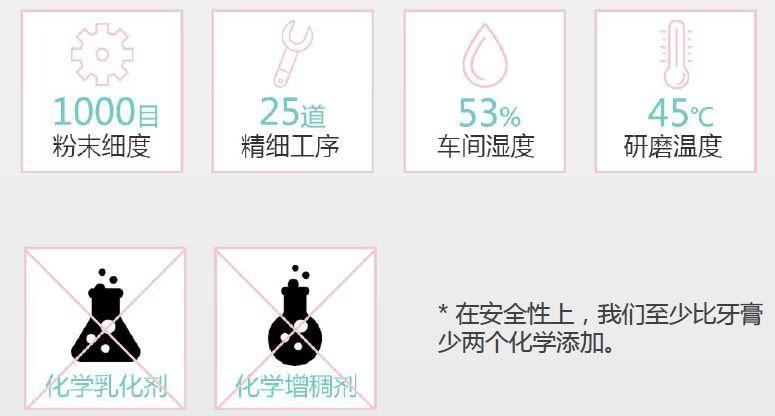 1000目
粉末细度
25道
精细工序
53%
车间湿度
45℃
研磨温度
化学乳化剂
化学增稠剂
* 在安全性上，我们至少比牙膏
少两个化学添加。